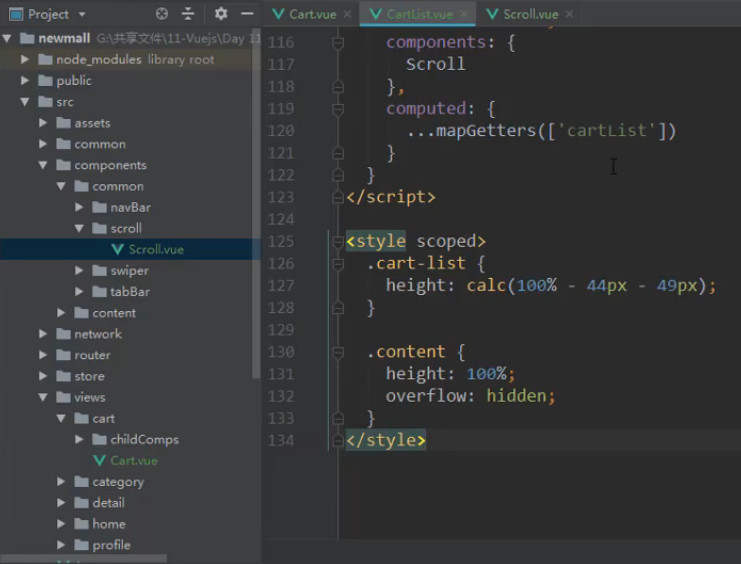 Project
Cart.vue
CartList.vue
Scroll.vue
newmall G:\共享文件\11-Vuejs\Day 11
node_modules library root
public
src
assets
common
components
common
navBar
scroll
Scroll.vue
swiper
tabBar
content
network
router
store
views
cart
childComps
Cart.vue
category
detail
home
profile
116 components: {
117 Scroll
118 },
119 computed: {
120 ...mapGetters(['cartList'])
121 }
122 }
123 </script>
124
125 <style scoped>
126 .cart-list {
127 height: calc(100% - 44px - 49px);
128 }
129
130 .content {
131 height: 100%;
132 overflow: hidden;
133 }
134 </style>